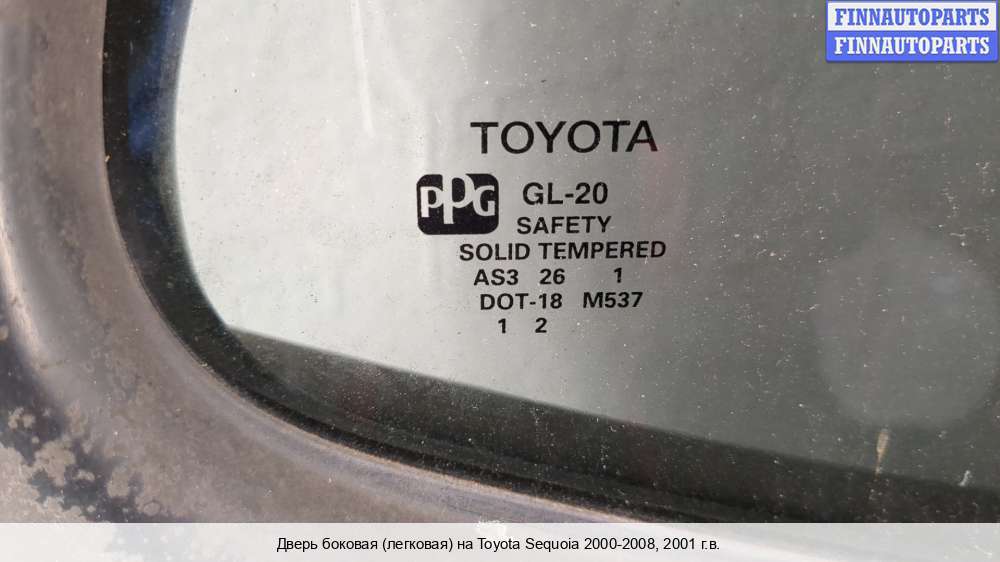 FINNAUTOPARTS
FINNAUTOPARTS
TOYOTA
PPG GL-20
SAFETY
SOLID TEMPERED
AS3 26 1
DOT-18 M537
1 2
Дверь боковая (легковая) на Toyota Sequoia 2000-2008, 2001 г.в.